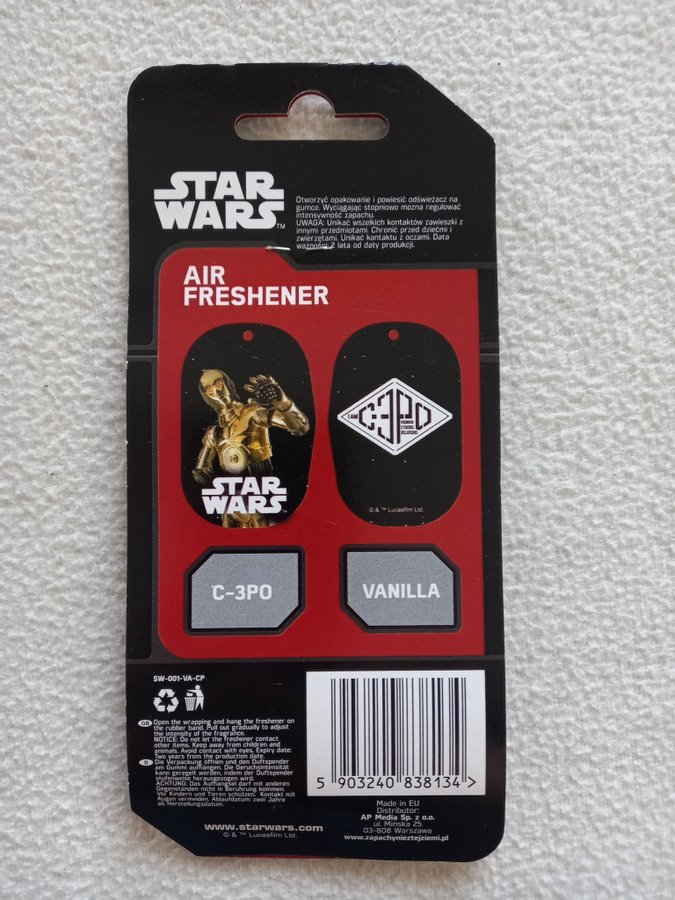 STAR
WARS™
Otworzyć opakowanie i powiesić odświeżacz na
gumce. Wyciągając stopniowo można regulować
intensywność zapachu.
UWAGA: Unikać wszelkich kontaktów zawieszki z
innymi przedmiotami. Chronić przed dziećmi i
zwierzętami. Unikać kontaktu z oczami. Data
ważności: 2 lata od daty produkcji.
AIR
FRESHENER
STAR
WARS
I AM
C-3PO
HUMAN
CYBORG
RELATIONS
© & ™ Lucasfilm Ltd.
C-3PO
VANILLA
SW-001-VA-CP
GB Open the wrapping and hang the freshener on
the rubber band. Pull out gradually to adjust
the intensity of the fragrance.
NOTICE: Do not let the freshener contact
other items. Keep away from children and
animals. Avoid contact with eyes. Expiry date:
Two years from the production date.
D Die Verpackung öffnen und den Duftspender
am Gummi aufhängen. Die Geruchsintensität
kann geregelt werden, indem der Duftspender
stufenweise herausgezogen wird.
ACHTUNG: Das Aufhängsel darf mit anderen
Gegenständen nicht in Berührung kommen.
Vor Kindern und Tieren schützen. Kontakt mit
Augen vermeiden. Ablaufdatum: zwei Jahre
ab Herstellungsdatum.
www.starwars.com
© & ™ Lucasfilm Ltd.
5 903240 838134 >
Made in EU
Distributor:
AP Media Sp. z o.o.
ul. Mińska 25
03-808 Warszawa
www.zapachynieztejziemi.pl